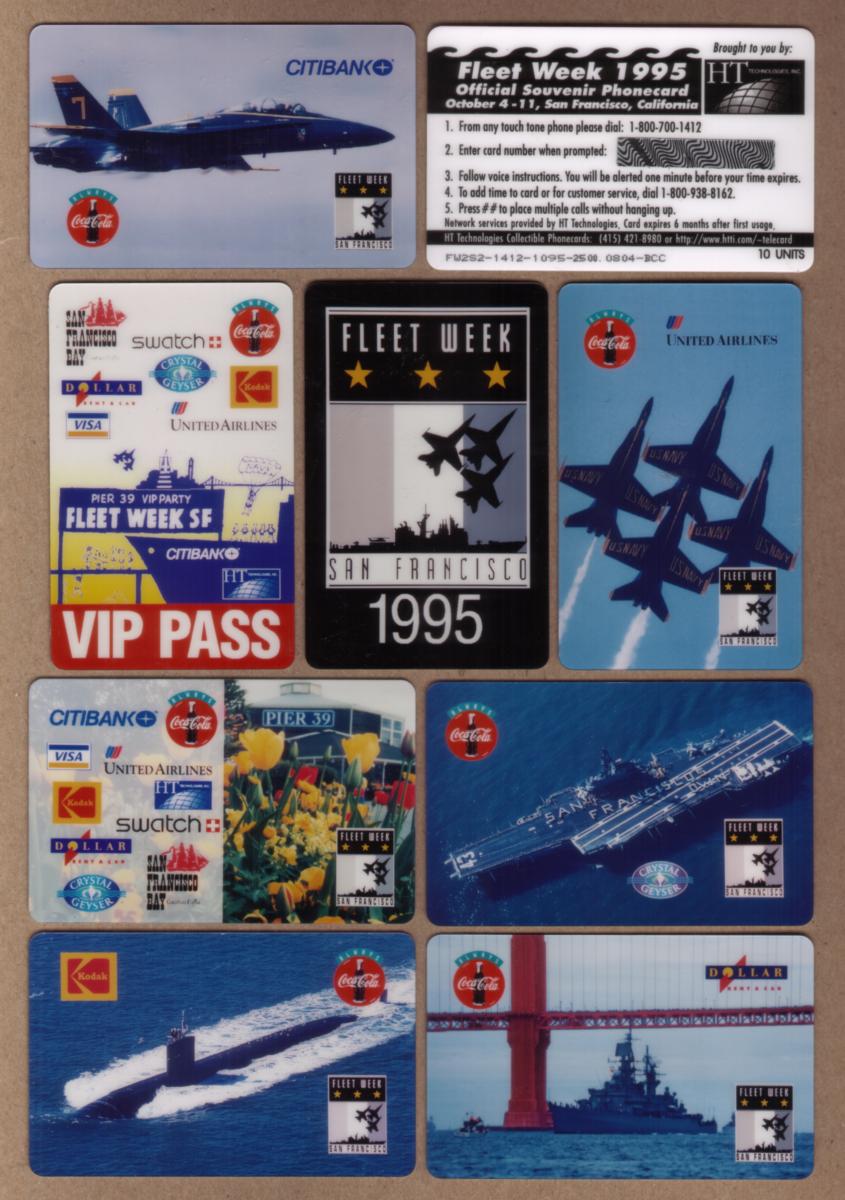 7
CITIBANK
ALWAYS
Coca-Cola
FLEET WEEK
SAN FRANCISCO
Brought to you by:
Fleet Week 1995
HT TECHNOLOGIES, INC.
Official Souvenir Phonecard
October 4-11, San Francisco, California
1. From any touch tone phone please dial: 1-800-700-1412
2. Enter card number when prompted:
3. Follow voice instructions. You will be alerted one minute before your time expires.
4. To add time to card or for customer service, dial 1-800-938-8162.
5. Press ## to place multiple calls without hanging up.
Network services provided by HT Technologies, Card expires 6 months after first usage,
HT Technologies Collectible Phonecards: (415) 421-8980 or http://www.htti.com/~telecard
10 UNITS
FW2S2-1412-1095-2500. 0804-BCC
SAN FRANCISCO BAY
swatch
ALWAYS
Coca-Cola
CRYSTAL GEYSER
DOLLAR
RENT A CAR
Kodak
VISA
UNITED AIRLINES
PIER 39 VIP PARTY
FLEET WEEK SF
CITIBANK
HT TECHNOLOGIES, INC.
VIP PASS
FLEET WEEK
SAN FRANCISCO
1995
ALWAYS
Coca-Cola
UNITED AIRLINES
U.S. NAVY
U.S. NAVY
U.S. NAVY
U.S. NAVY
U.S. NAVY
U.S. NAVY
FLEET WEEK
SAN FRANCISCO
CITIBANK
ALWAYS
Coca-Cola
PIER 39
VISA
UNITED AIRLINES
Kodak
HT TECHNOLOGIES, INC.
swatch
DOLLAR
RENT A CAR
SAN FRANCISCO BAY
CRYSTAL GEYSER
FLEET WEEK
SAN FRANCISCO
ALWAYS
Coca-Cola
SAN FRANCISCO'S OWN
CRYSTAL GEYSER
FLEET WEEK
SAN FRANCISCO
Kodak
ALWAYS
Coca-Cola
FLEET WEEK
SAN FRANCISCO
ALWAYS
Coca-Cola
DOLLAR
RENT A CAR
FLEET WEEK
SAN FRANCISCO